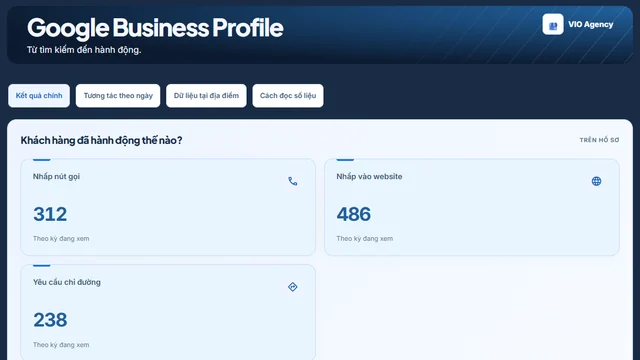 Google Business Profile
Từ tìm kiếm đến hành động.
VIO Agency
Kết quả chính
Tương tác theo ngày
Dữ liệu tại địa điểm
Cách đọc số liệu
Khách hàng đã hành động thế nào?
TRÊN HỒ SƠ
Nhấp nút gọi
312
Theo kỳ đang xem
Nhấp vào website
486
Theo kỳ đang xem
Yêu cầu chỉ đường
238
Theo kỳ đang xem